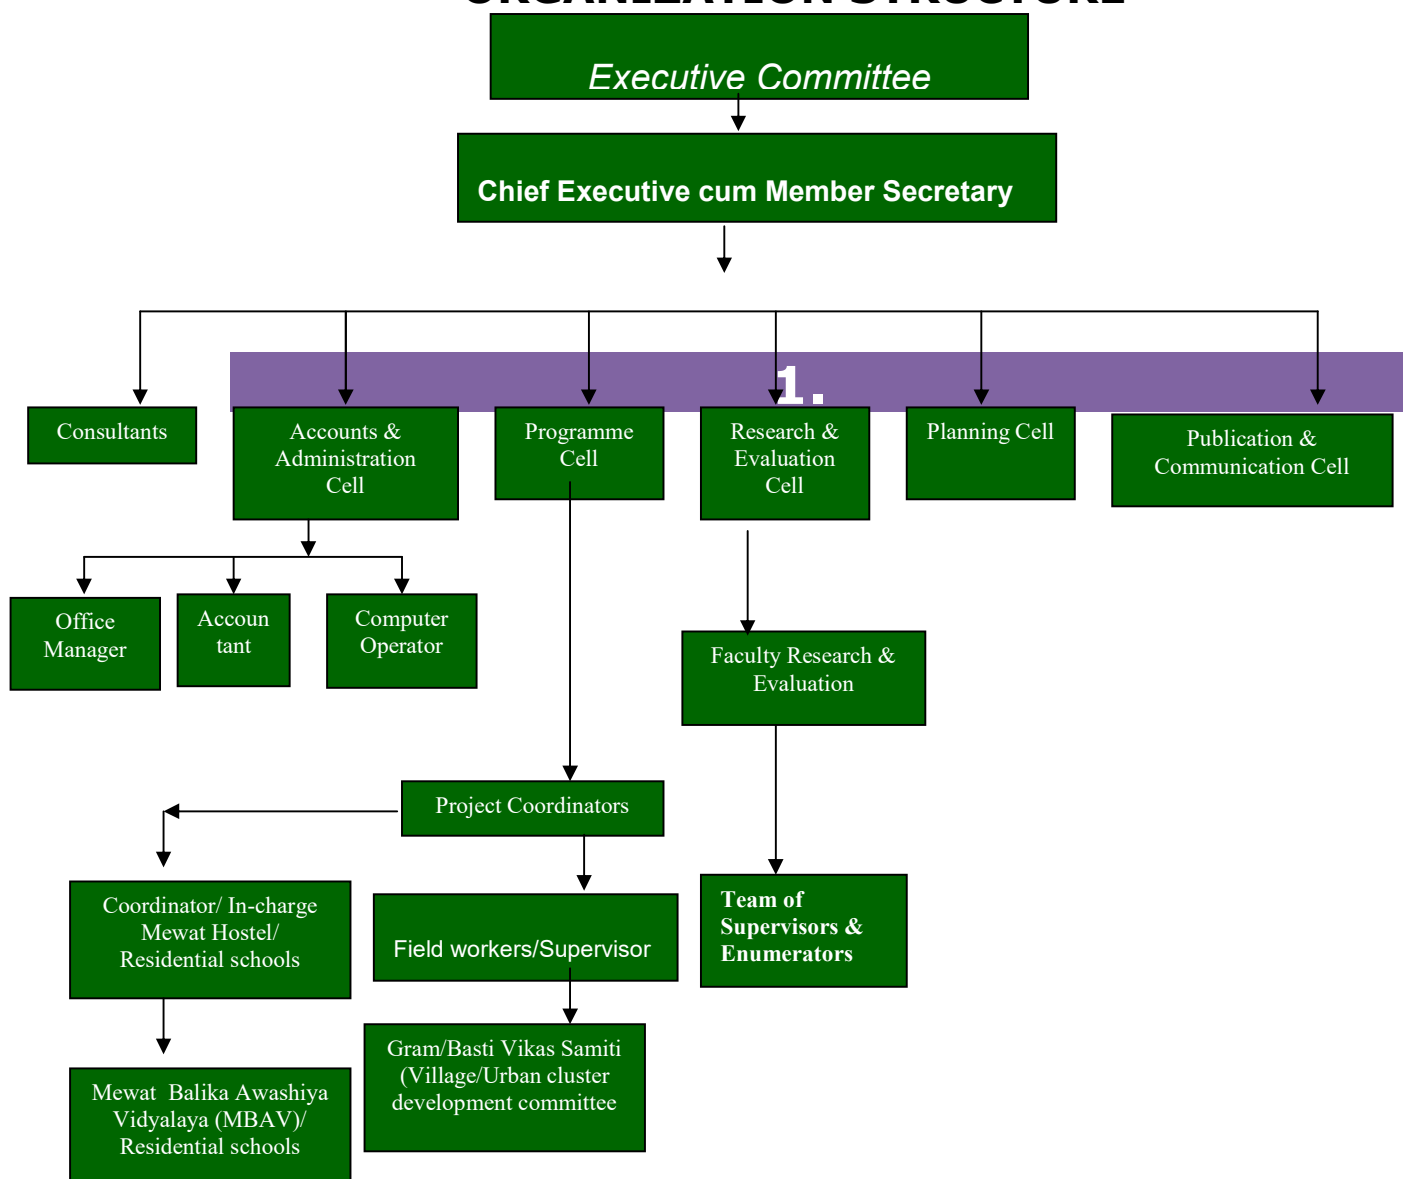 ORGANIZATION STRUCTURE
Executive Committee
Chief Executive cum Member Secretary
1.
Consultants
Accounts &
Administration
Cell
Programme
Cell
Research &
Evaluation
Cell
Planning Cell
Publication &
Communication Cell
Office
Manager
Accoun
tant
Computer
Operator
Faculty Research &
Evaluation
Project Coordinators
Coordinator/ In-charge
Mewat Hostel/
Residential schools
Field workers/Supervisor
Team of
Supervisors &
Enumerators
Mewat  Balika Awashiya
Vidyalaya (MBAV)/
Residential schools
Gram/Basti Vikas Samiti
(Village/Urban cluster
development committee